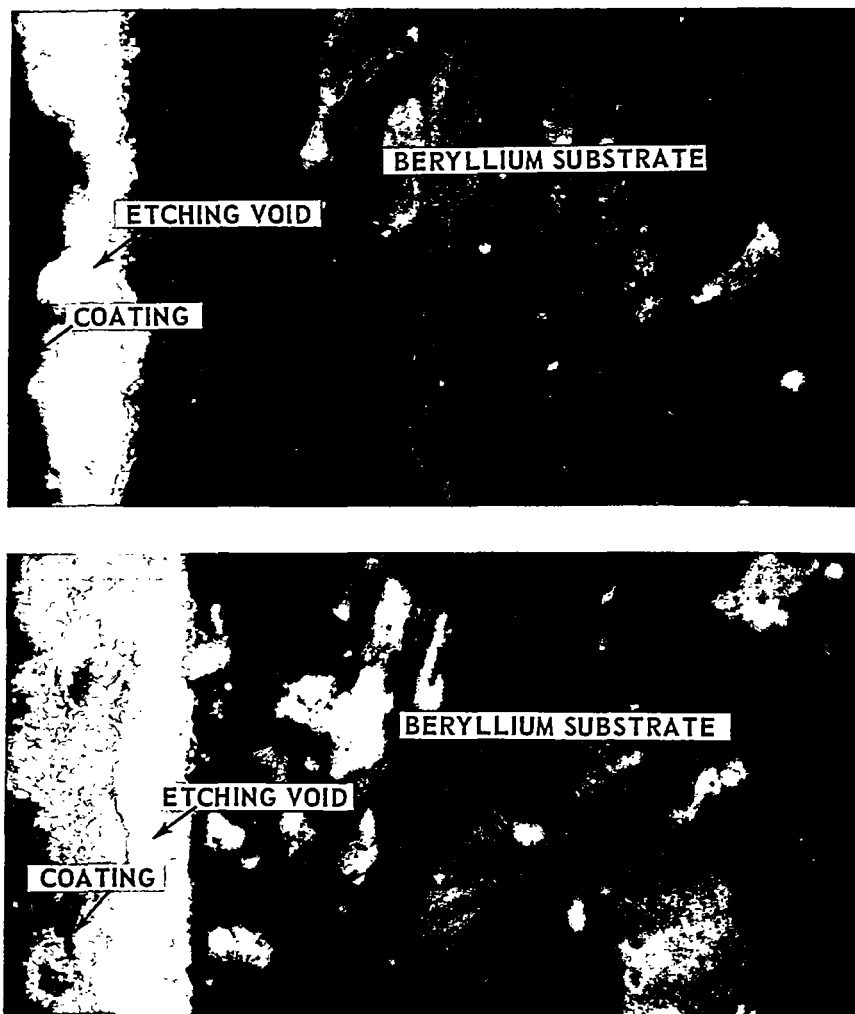 BERYLLIUM SUBSTRATE
ETCHING VOID
COATING
BERYLLIUM SUBSTRATE
ETCHING VOID
COATING